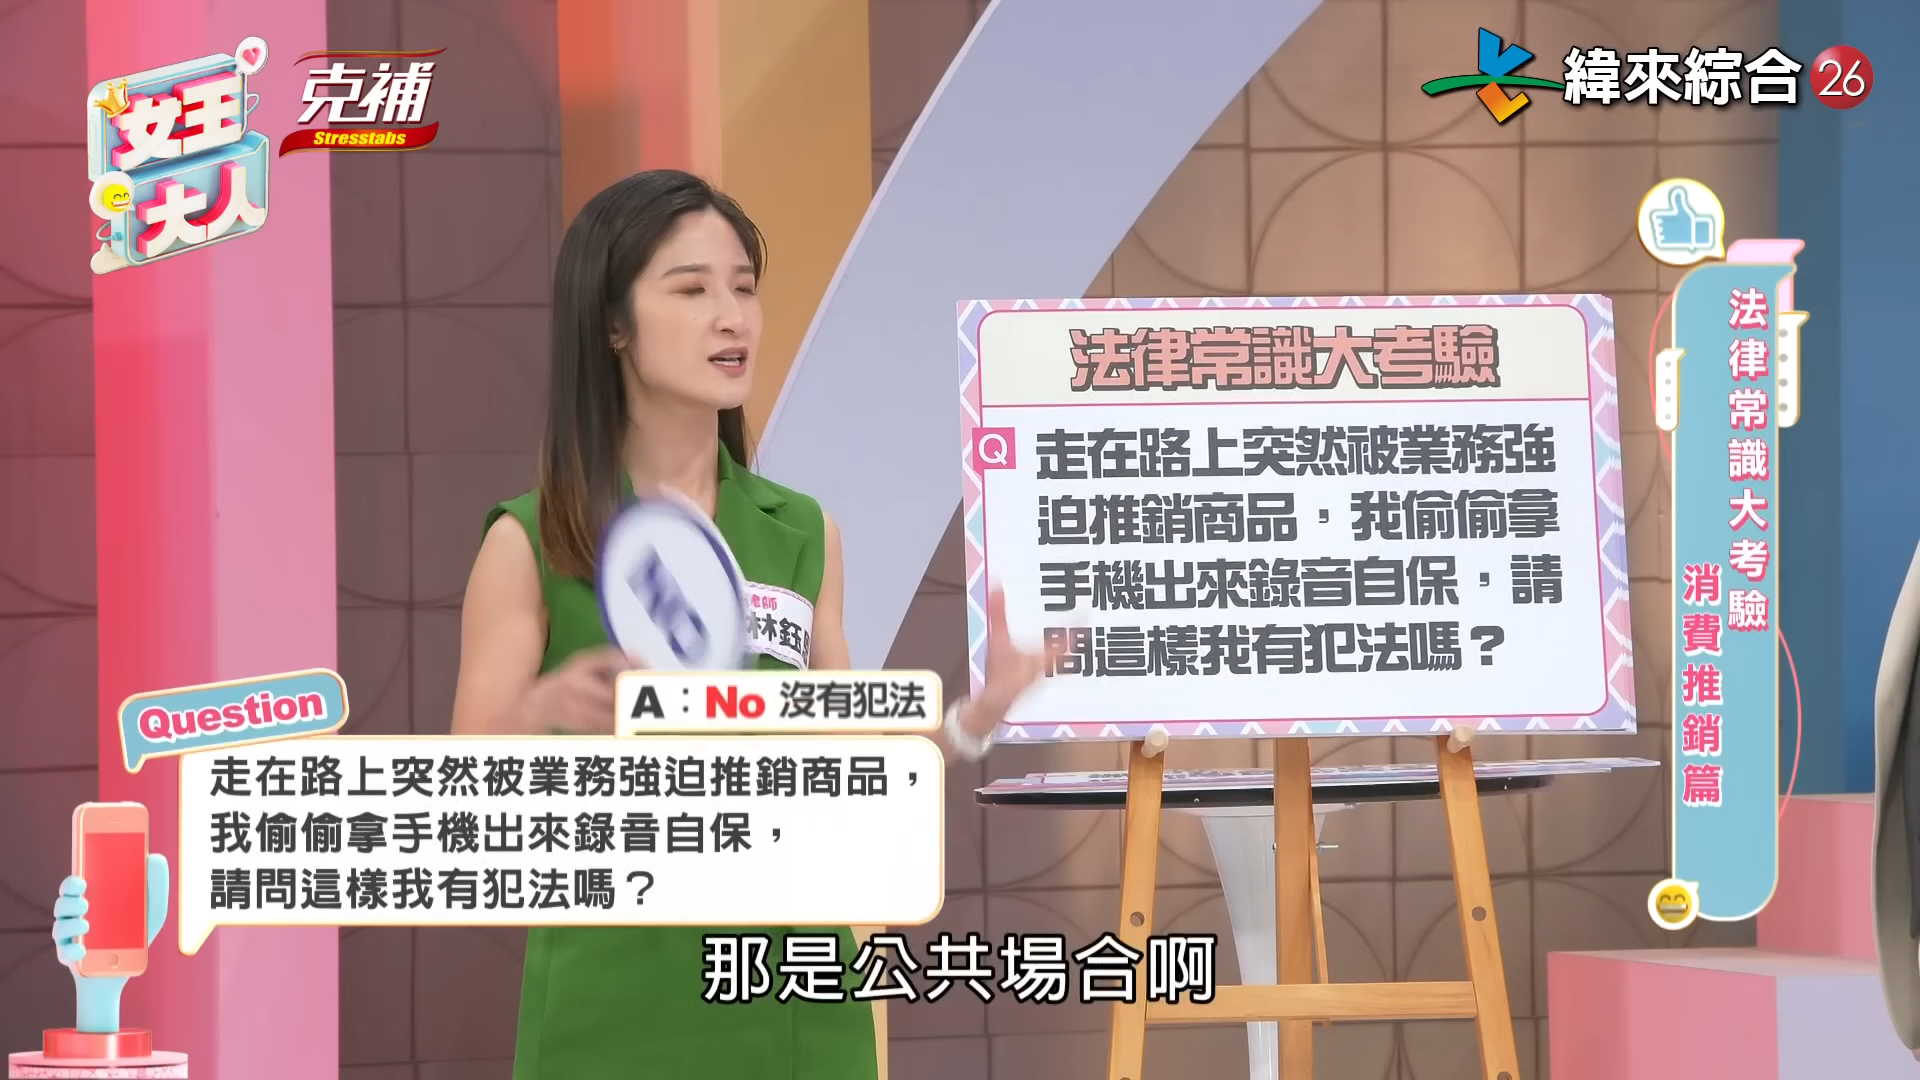 女王
大人
克補
Stresstabs
緯來綜合 26
法律常識大考驗
消費推銷篇
法律常識大考驗
Q 走在路上突然被業務強
迫推銷商品，我偷偷拿
手機出來錄音自保，請
問這樣我有犯法嗎？
NO
律師
林鈺
Question
A：No 沒有犯法
走在路上突然被業務強迫推銷商品，
我偷偷拿手機出來錄音自保，
請問這樣我有犯法嗎？
那是公共場合啊